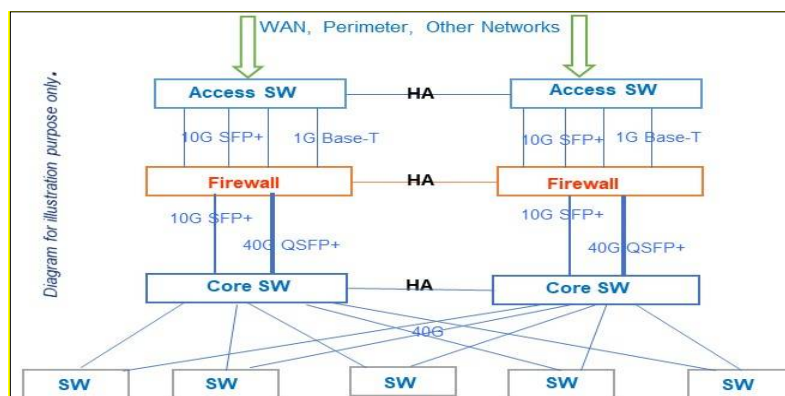 WAN, Perimeter, Other Networks
Diagram for illustration purpose only.
Access SW
HA
Access SW
10G SFP+
1G Base-T
10G SFP+
1G Base-T
Firewall
HA
Firewall
10G SFP+
10G SFP+
40G QSFP+
40G QSFP+
Core SW
HA
Core SW
40G
SW
SW
SW
SW
SW